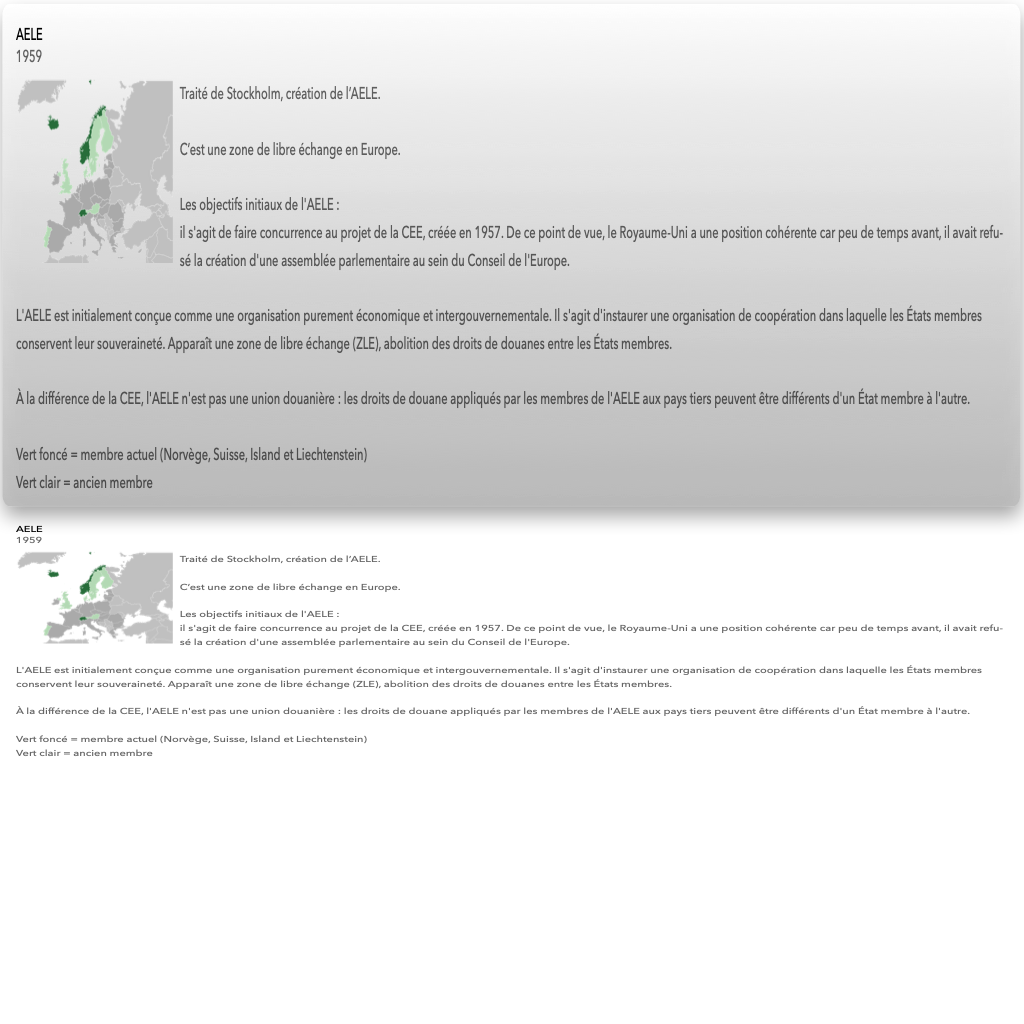 AELE
1959
Traité de Stockholm, création de l’AELE.
C’est une zone de libre échange en Europe.
Les objectifs initiaux de l'AELE :
il s'agit de faire concurrence au projet de la CEE, créée en 1957. De ce point de vue, le Royaume-Uni a une position cohérente car peu de temps avant, il avait refu-
sé la création d'une assemblée parlementaire au sein du Conseil de l'Europe.
L'AELE est initialement conçue comme une organisation purement économique et intergouvernementale. Il s'agit d'instaurer une organisation de coopération dans laquelle les États membres
conservent leur souveraineté. Apparaît une zone de libre échange (ZLE), abolition des droits de douanes entre les États membres.
À la différence de la CEE, l'AELE n'est pas une union douanière : les droits de douane appliqués par les membres de l'AELE aux pays tiers peuvent être différents d'un État membre à l'autre.
Vert foncé = membre actuel (Norvège, Suisse, Island et Liechtenstein)
Vert clair = ancien membre
AELE
1959
Traité de Stockholm, création de l’AELE.
C’est une zone de libre échange en Europe.
Les objectifs initiaux de l'AELE :
il s'agit de faire concurrence au projet de la CEE, créée en 1957. De ce point de vue, le Royaume-Uni a une position cohérente car peu de temps avant, il avait refu-
sé la création d'une assemblée parlementaire au sein du Conseil de l'Europe.
L'AELE est initialement conçue comme une organisation purement économique et intergouvernementale. Il s'agit d'instaurer une organisation de coopération dans laquelle les États membres
conservent leur souveraineté. Apparaît une zone de libre échange (ZLE), abolition des droits de douanes entre les États membres.
À la différence de la CEE, l'AELE n'est pas une union douanière : les droits de douane appliqués par les membres de l'AELE aux pays tiers peuvent être différents d'un État membre à l'autre.
Vert foncé = membre actuel (Norvège, Suisse, Island et Liechtenstein)
Vert clair = ancien membre